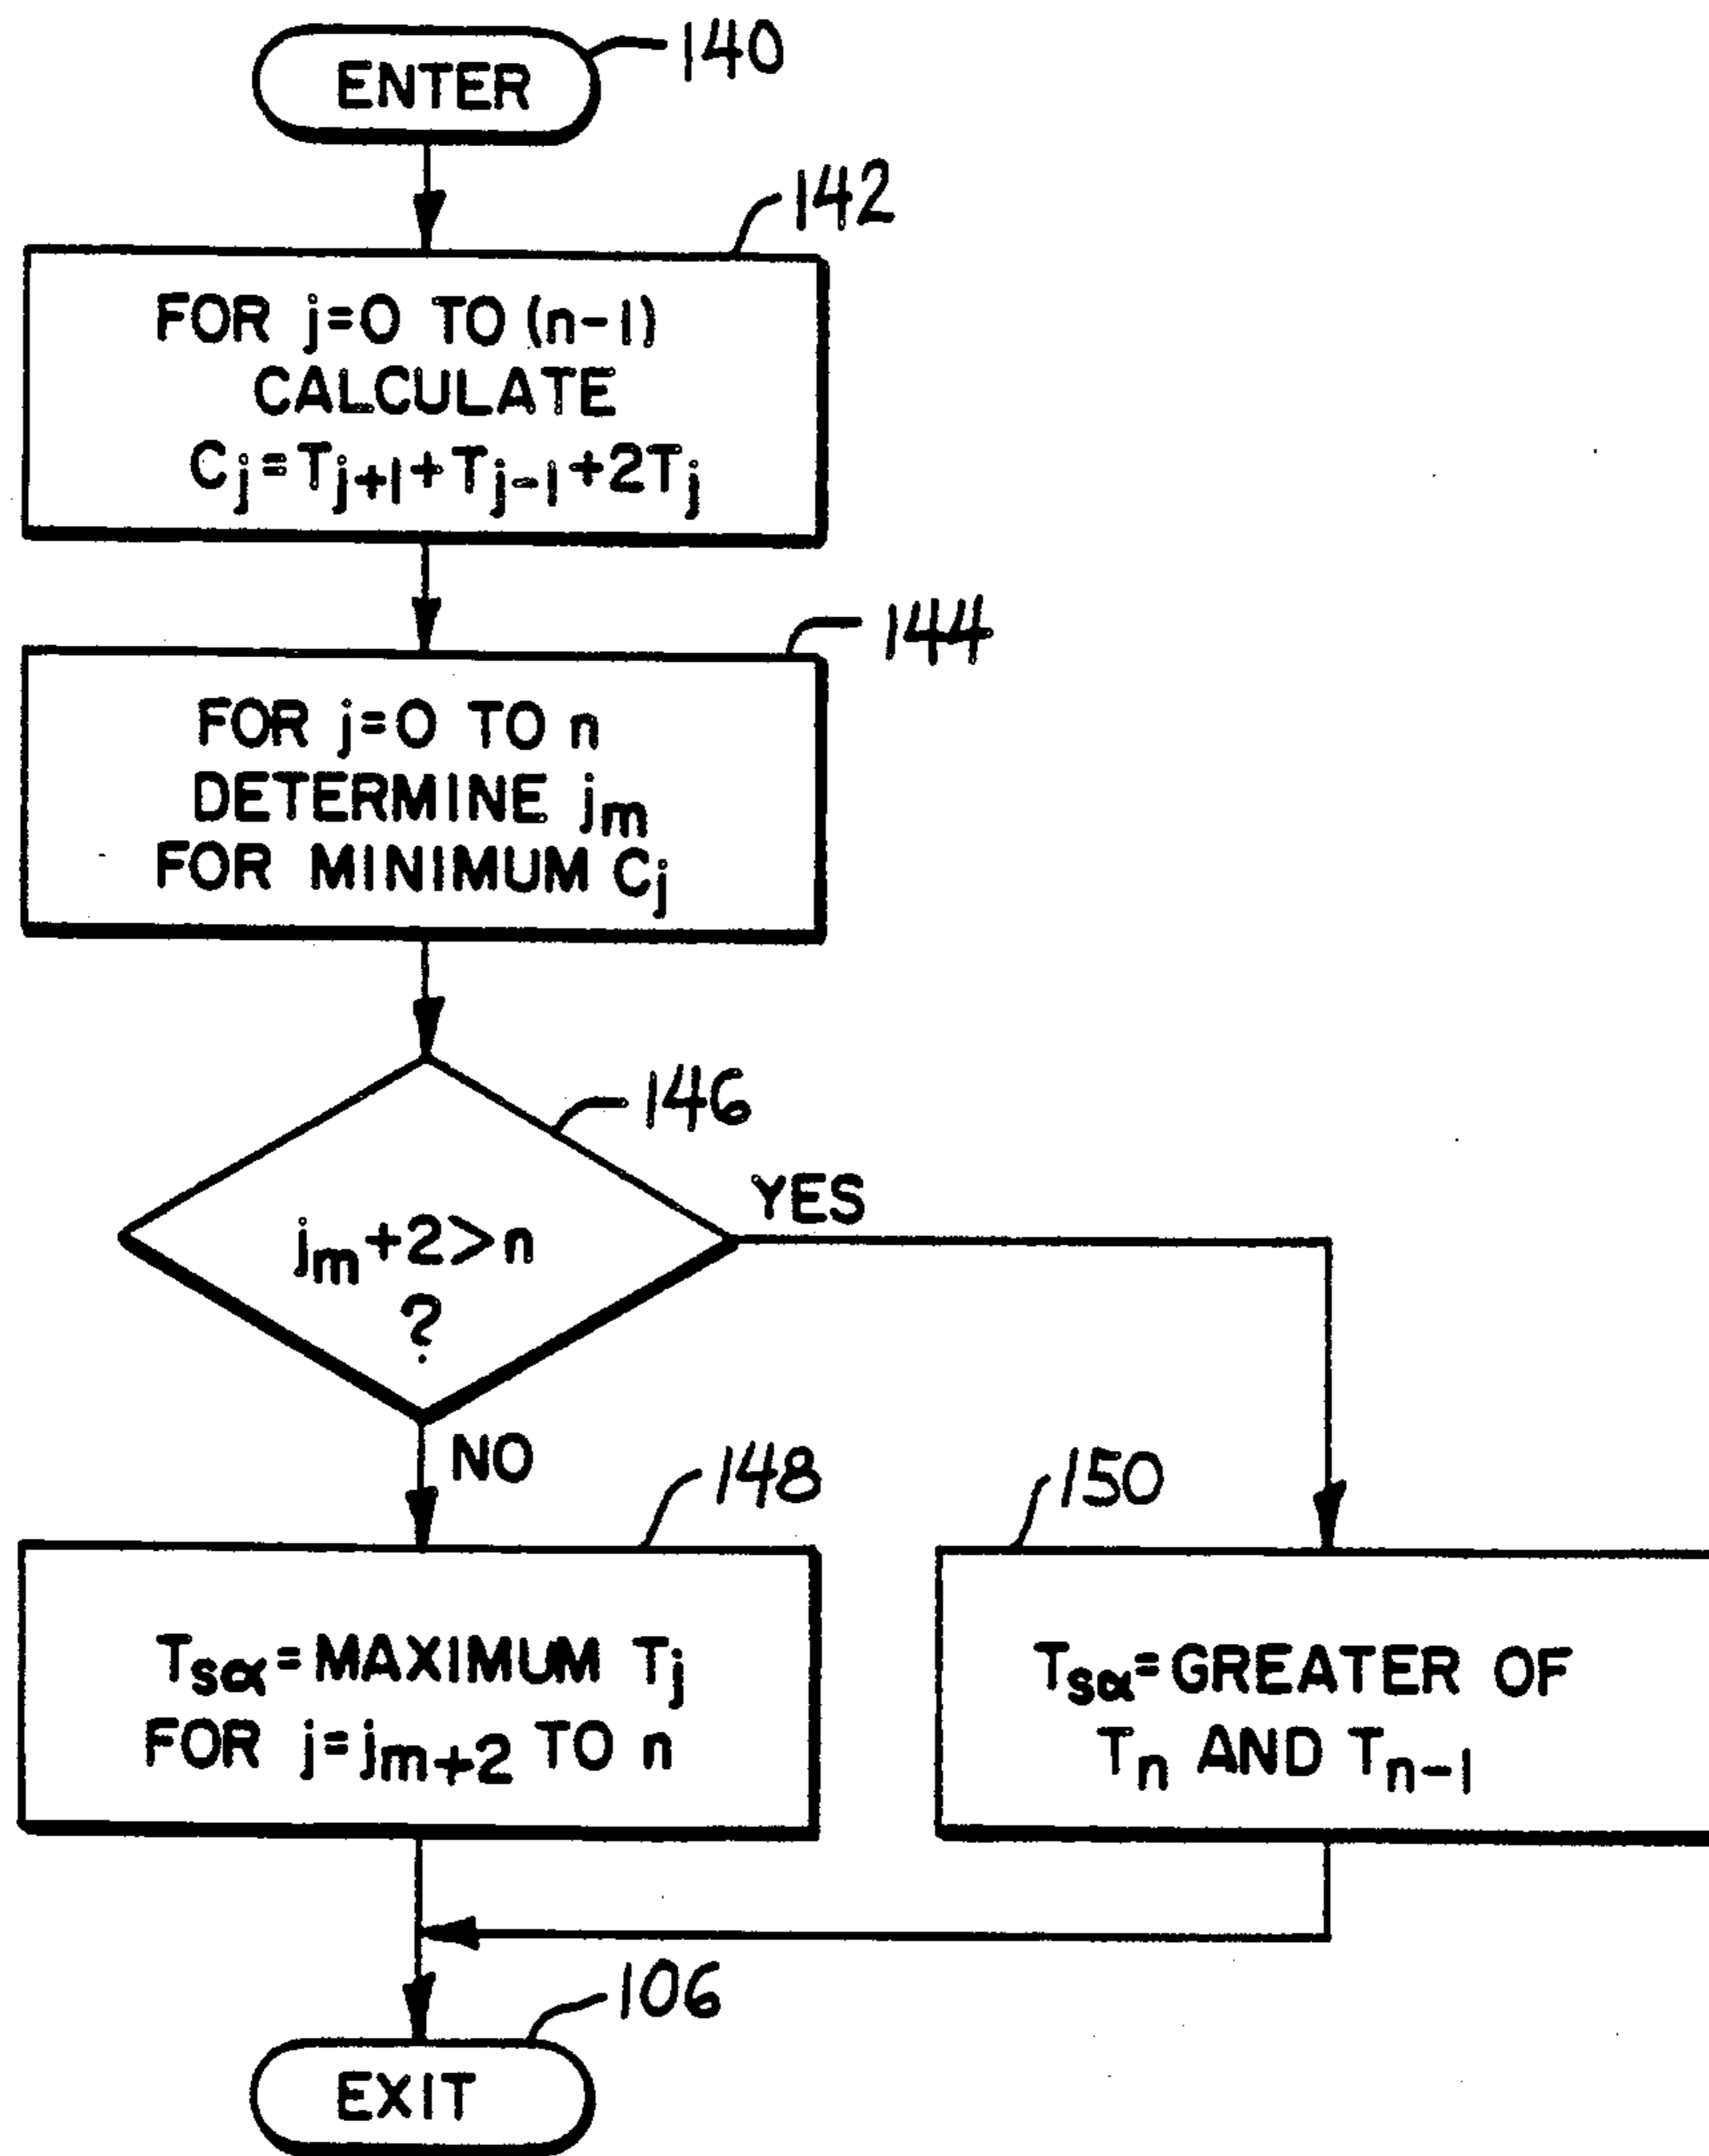 ENTER
140
142
FOR j=0 TO (n-1)
CALCULATE
Cj=Tj+1+Tj-1+2Tj
144
FOR j=0 TO n
DETERMINE jm
FOR MINIMUM Cj
146
jm+2>n
?
YES
NO
148
Tsα=MAXIMUM Tj
FOR j=jm+2 TO n
150
Tsα=GREATER OF
Tn AND Tn-1
106
EXIT